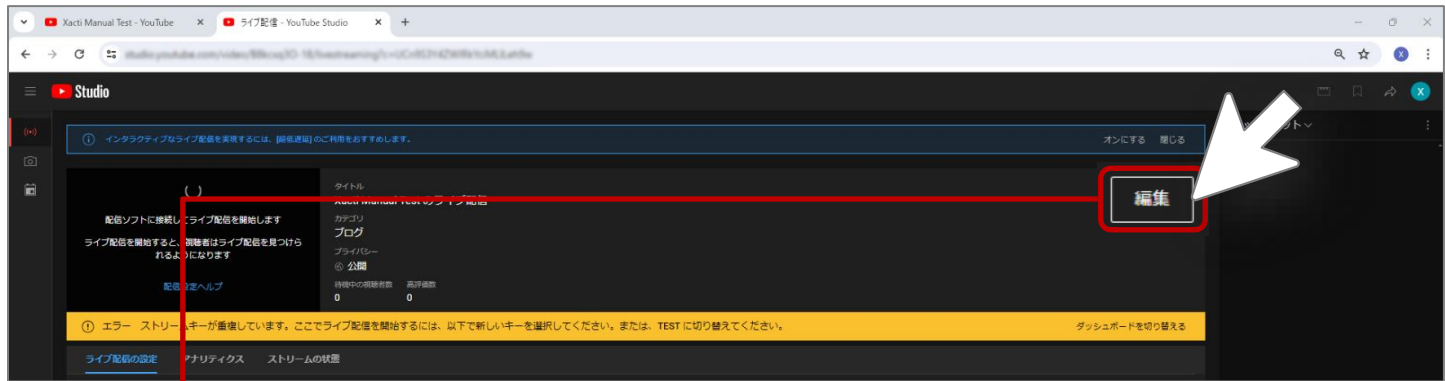 Xacti Manual Test - YouTube
ライブ配信 - YouTube Studio
Studio
X
インタラクティブなライブ配信を実現するには、[超低遅延] のご利用をおすすめします。
オンにする 閉じる
編集
配信ソフトに接続してライブ配信を開始します
ライブ配信を開始すると、視聴者はライブ配信を見つけら
れるようになります
配信設定ヘルプ
タイトル
Xacti Manual Test のライブ配信
カテゴリ
ブログ
プライバシー
公開
待機中の視聴者数 高評価数
0 0
エラー ストリームキーが重複しています。ここでライブ配信を開始するには、以下で新しいキーを選択してください。または、TEST に切り替えてください。
ダッシュボードを切り替える
ライブ配信の設定 アナリティクス ストリームの状態